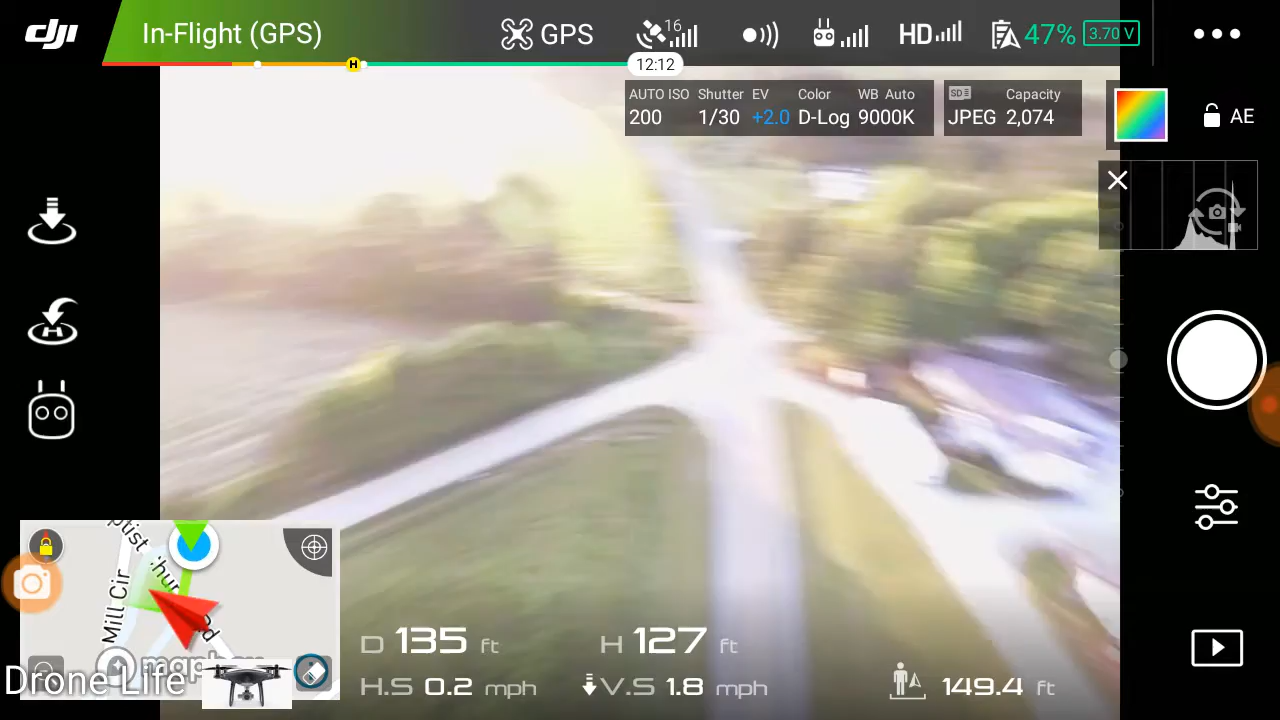 dji In-Flight (GPS) GPS 16 HD 47% 3.70 V
H 12:12
AUTO ISO Shutter EV Color WB Auto Capacity
200 1/30 +2.0 D-Log 9000K JPEG 2,074 AE
H
Mill Cir
mapbox
Drone Life
D 135 ft H 127 ft
H.S 0.2 mph V.S 1.8 mph 149.4 ft